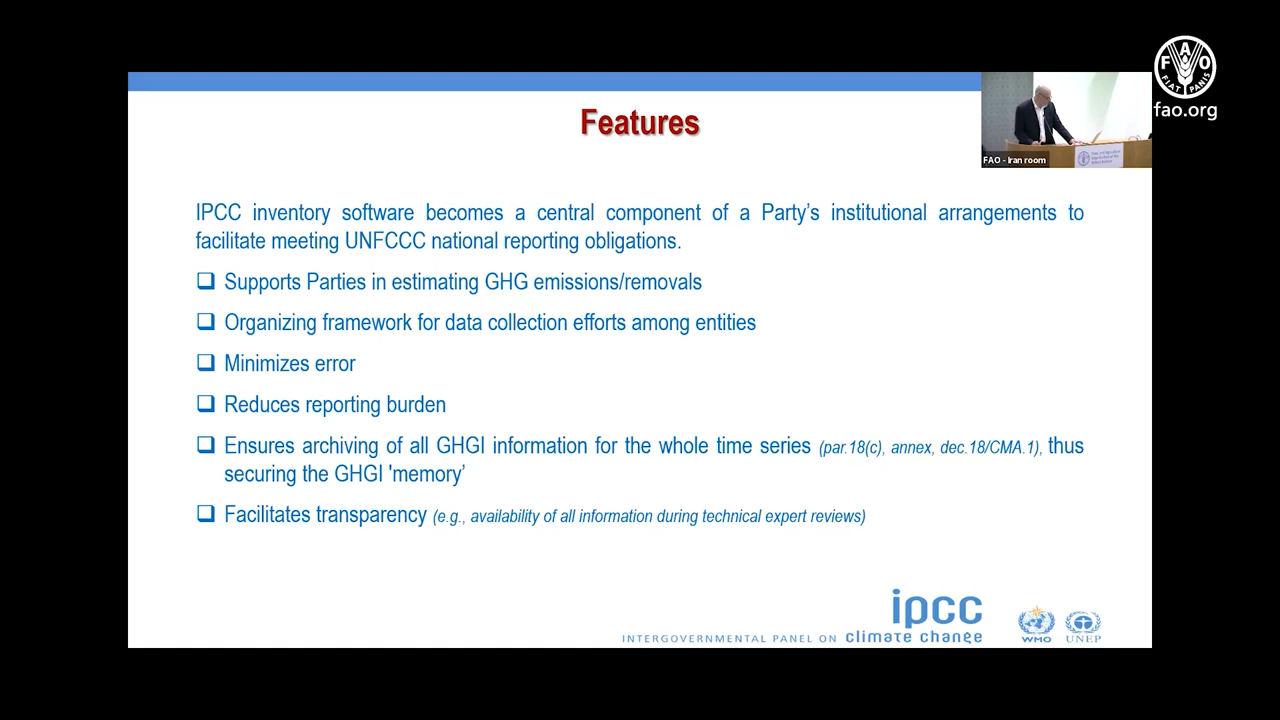 Features
FAO
FIAT PANIS
fao.org
FAO - Iran room
IPCC inventory software becomes a central component of a Party's institutional arrangements to
facilitate meeting UNFCCC national reporting obligations.
❑ Supports Parties in estimating GHG emissions/removals
❑ Organizing framework for data collection efforts among entities
❑ Minimizes error
❑ Reduces reporting burden
❑ Ensures archiving of all GHGI information for the whole time series (par.18(c), annex, dec.18/CMA.1), thus
securing the GHGI 'memory’
❑ Facilitates transparency (e.g., availability of all information during technical expert reviews)
ipcc
INTERGOVERNMENTAL PANEL ON climate change
WMO
UNEP